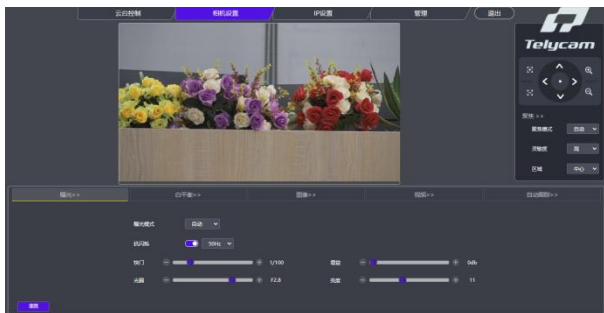 云台控制 相机设置 IP设置 管理 退出
Telycam
聚焦 >>
聚焦模式 自动
灵敏度 高
区域 中心
曝光>> 白平衡>> 图像>> 视频>> 自动跟踪>>
曝光模式 自动
抗闪烁 50Hz
快门 1/100 增益 0db
光圈 F2.8 亮度 11